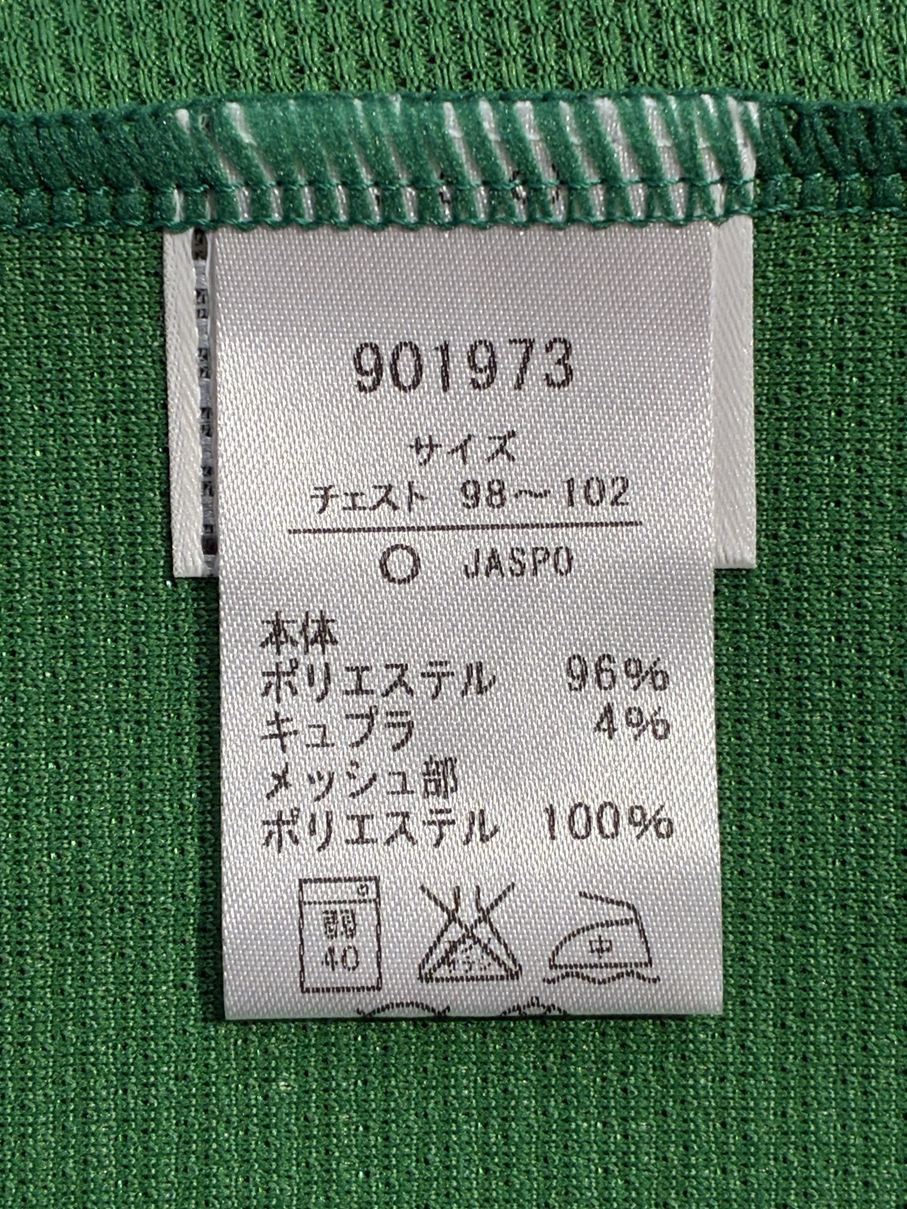 901973
サイズ
チェスト 98～102
O JASPO
本体
ポリエステル 96%
キュプラ 4%
メッシュ部
ポリエステル 100%
弱
40
中